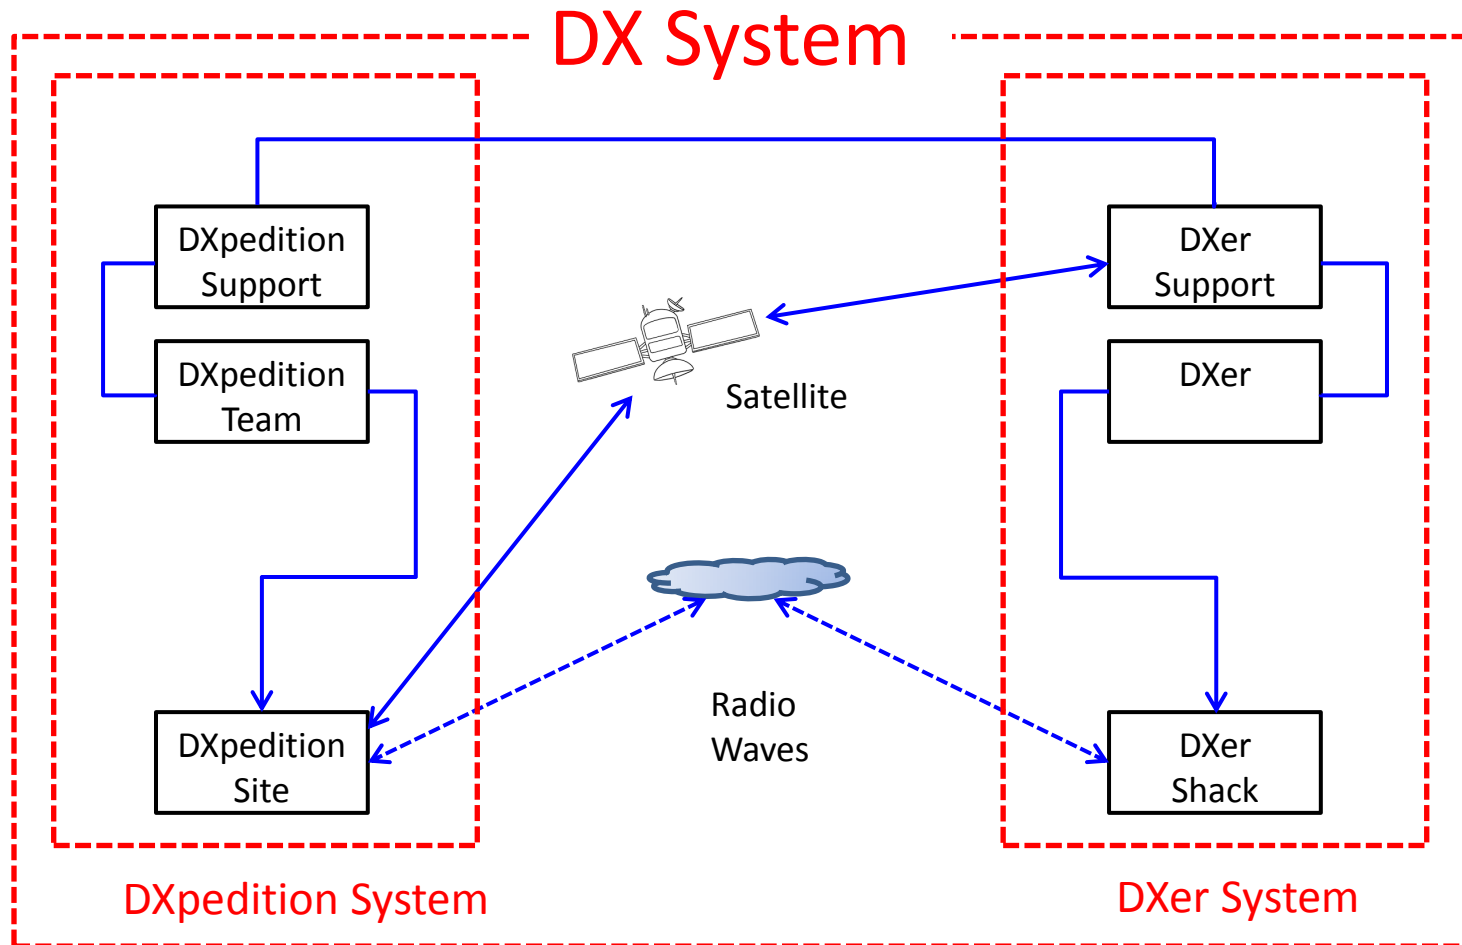 DX System
DXpedition
Support
DXpedition
Team
DXpedition
Site
DXpedition System
Satellite
Radio
Waves
DXer
Support
DXer
DXer
Shack
DXer System